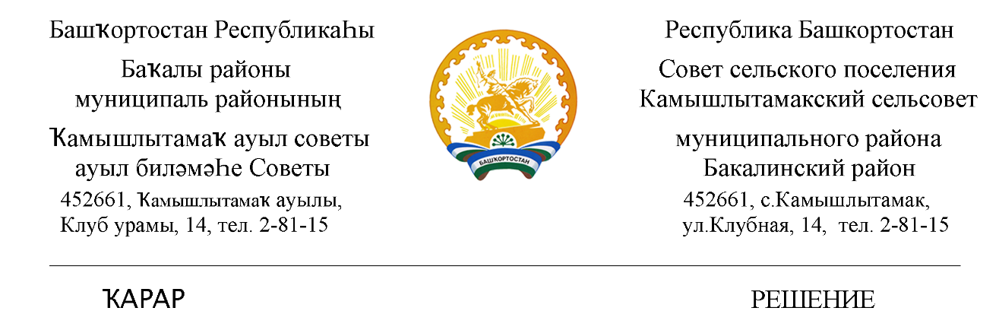 Башҡортостан Республикаһы
Баҡалы районы
муниципаль районының
Ҡамышлытамаҡ ауыл советы
ауыл биләмәһе Советы
452661, Ҡамышлытамаҡ ауылы,
Клуб урамы, 14, тел. 2-81-15
БАШҠОРТОСТАН
Республика Башкортостан
Совет сельского поселения
Камышлытамакский сельсовет
муниципального района
Бакалинский район
452661, с.Камышлытамак,
ул.Клубная, 14, тел. 2-81-15
ҠАРАР
РЕШЕНИЕ